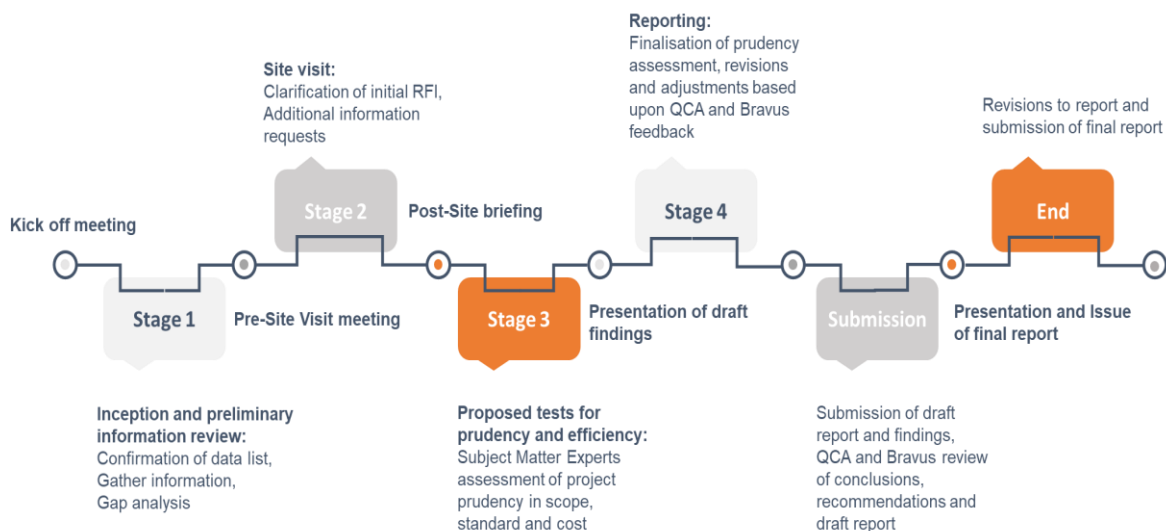 Kick off meeting
Stage 1
Inception and preliminary
information review:
Confirmation of data list,
Gather information,
Gap analysis
Pre-Site Visit meeting
Site visit:
Clarification of initial RFI,
Additional information
requests
Stage 2
Post-Site briefing
Stage 3
Proposed tests for
prudency and efficiency:
Subject Matter Experts
assessment of project
prudency in scope,
standard and cost
Presentation of draft
findings
Reporting:
Finalisation of prudency
assessment, revisions
and adjustments based
upon QCA and Bravus
feedback
Stage 4
Submission
Submission of draft
report and findings,
QCA and Bravus review
of conclusions,
recommendations and
draft report
Presentation and Issue
of final report
Revisions to report and
submission of final report
End